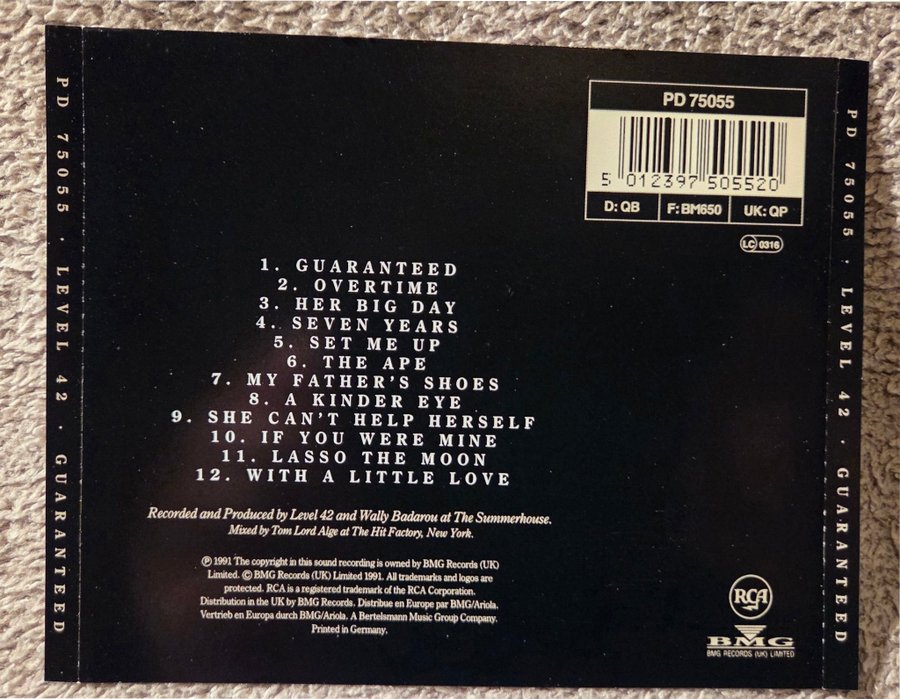 PD 75055 · LEVEL 42 · GUARANTEED
PD 75055
5 012397 505520
D: QB F: BM650 UK: QP
LC 0316
1. GUARANTEED
2. OVERTIME
3. HER BIG DAY
4. SEVEN YEARS
5. SET ME UP
6. THE APE
7. MY FATHER'S SHOES
8. A KINDER EYE
9. SHE CAN'T HELP HERSELF
10. IF YOU WERE MINE
11. LASSO THE MOON
12. WITH A LITTLE LOVE
Recorded and Produced by Level 42 and Wally Badarou at The Summerhouse.
Mixed by Tom Lord Alge at The Hit Factory, New York.
℗ 1991 The copyright in this sound recording is owned by BMG Records (UK)
Limited. © BMG Records (UK) Limited 1991. All trademarks and logos are
protected. RCA is a registered trademark of the RCA Corporation.
Distribution in the UK by BMG Records. Distribue en Europe par BMG/Ariola.
Vertrieb en Europa durch BMG/Ariola. A Bertelsmann Music Group Company.
Printed in Germany.
RCA
BMG
BMG RECORDS (UK) LIMITED
PD 75055 · LEVEL 42 · GUARANTEED